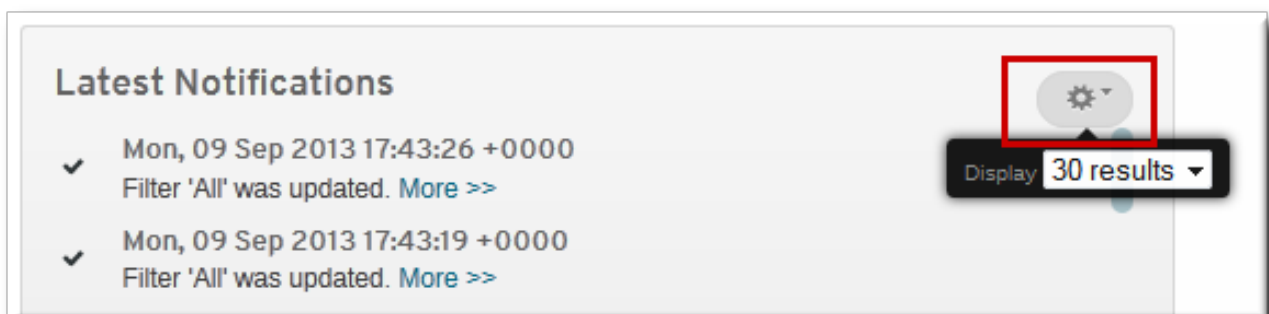 Latest Notifications
Mon, 09 Sep 2013 17:43:26 +0000
Filter 'All' was updated. More >>
Display 30 results
Mon, 09 Sep 2013 17:43:19 +0000
Filter 'All' was updated. More >>